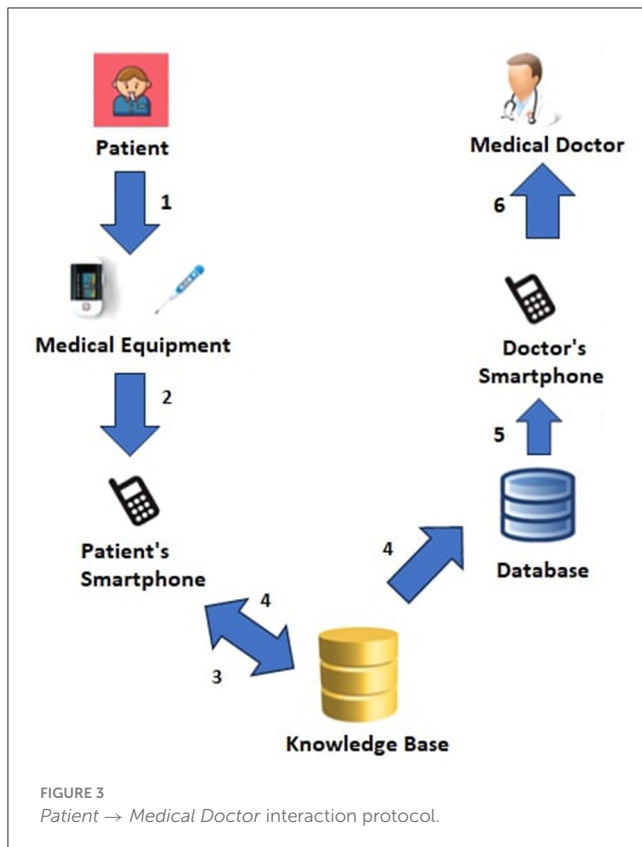 Patient
1
Medical Equipment
2
Patient's
Smartphone
3
4
Knowledge Base
4
Database
5
Doctor's
Smartphone
6
Medical Doctor
FIGURE 3
Patient → Medical Doctor interaction protocol.